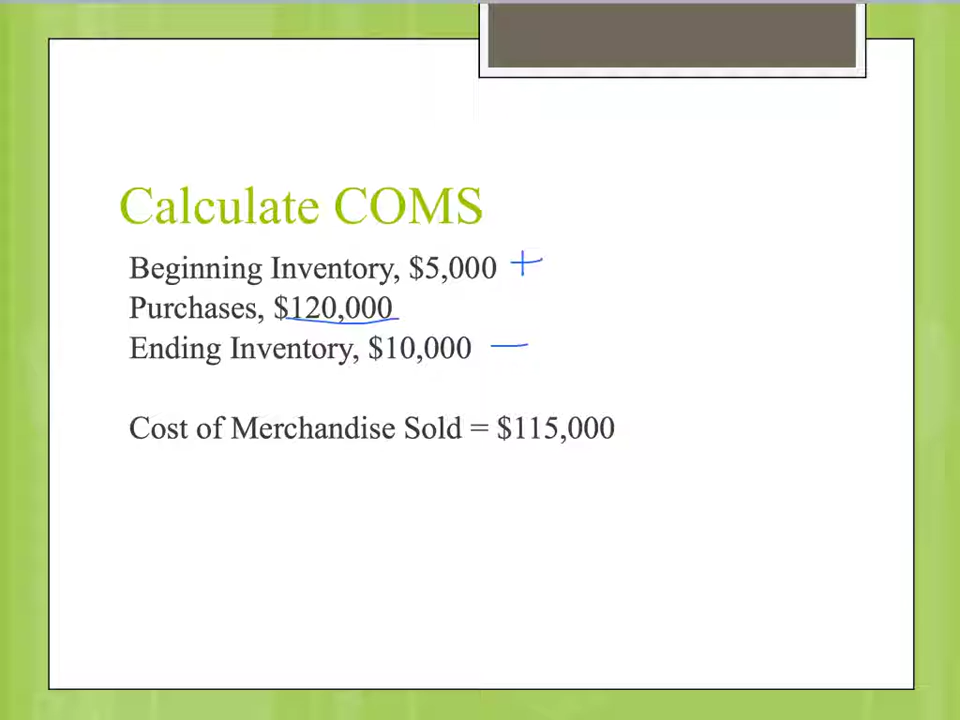 Calculate COMS
Beginning Inventory, $5,000 +
Purchases, $120,000
Ending Inventory, $10,000 —
Cost of Merchandise Sold = $115,000